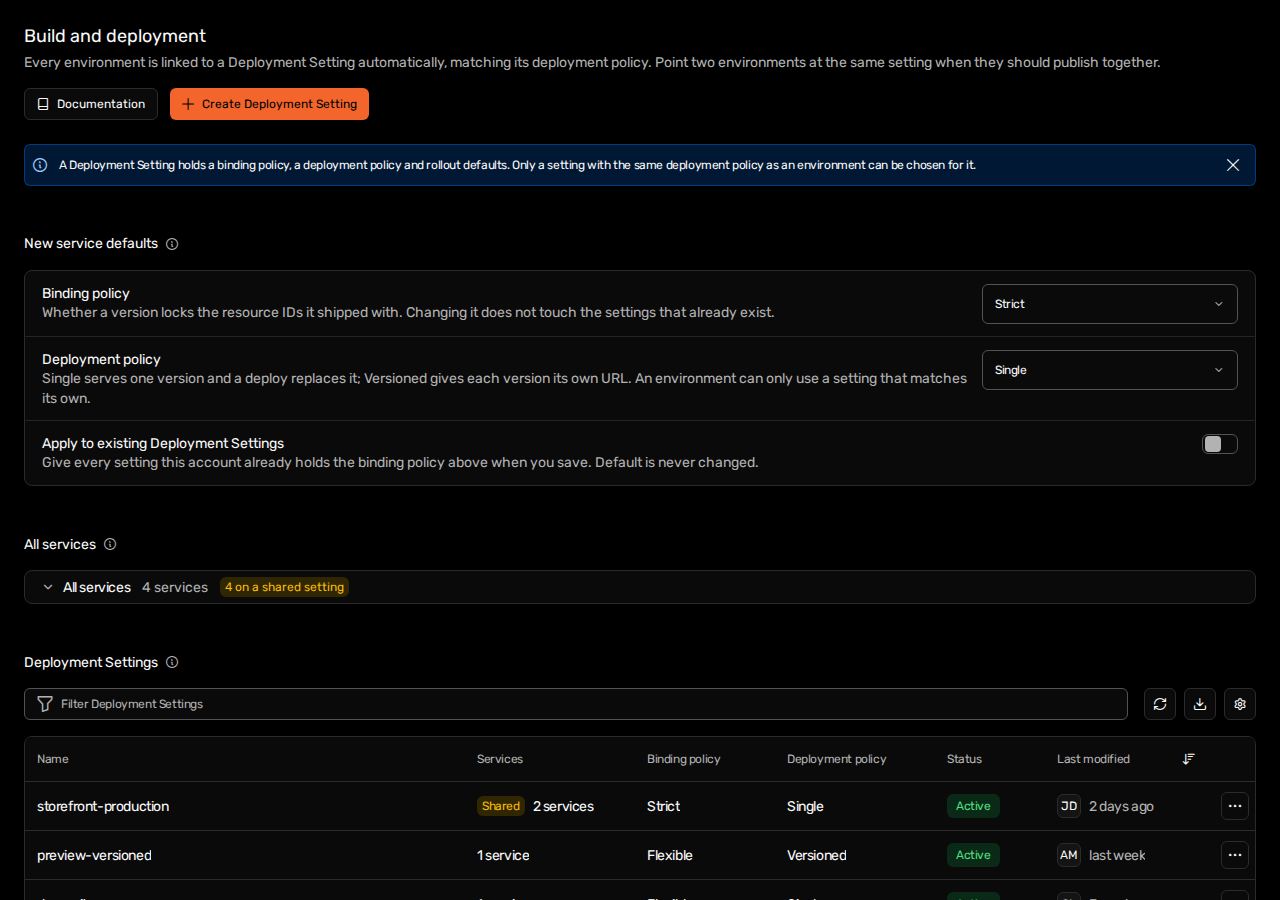 Build and deployment
Every environment is linked to a Deployment Setting automatically, matching its deployment policy. Point two environments at the same setting when they should publish together.
Documentation
Create Deployment Setting
A Deployment Setting holds a binding policy, a deployment policy and rollout defaults. Only a setting with the same deployment policy as an environment can be chosen for it.
New service defaults
Binding policy
Whether a version locks the resource IDs it shipped with. Changing it does not touch the settings that already exist.
Strict
Deployment policy
Single serves one version and a deploy replaces it; Versioned gives each version its own URL. An environment can only use a setting that matches
its own.
Single
Apply to existing Deployment Settings
Give every setting this account already holds the binding policy above when you save. Default is never changed.
All services
All services 4 services 4 on a shared setting
Deployment Settings
Filter Deployment Settings
Name Services Binding policy Deployment policy Status Last modified
storefront-production Shared 2 services Strict Single Active JD 2 days ago
preview-versioned 1 service Flexible Versioned Active AM last week